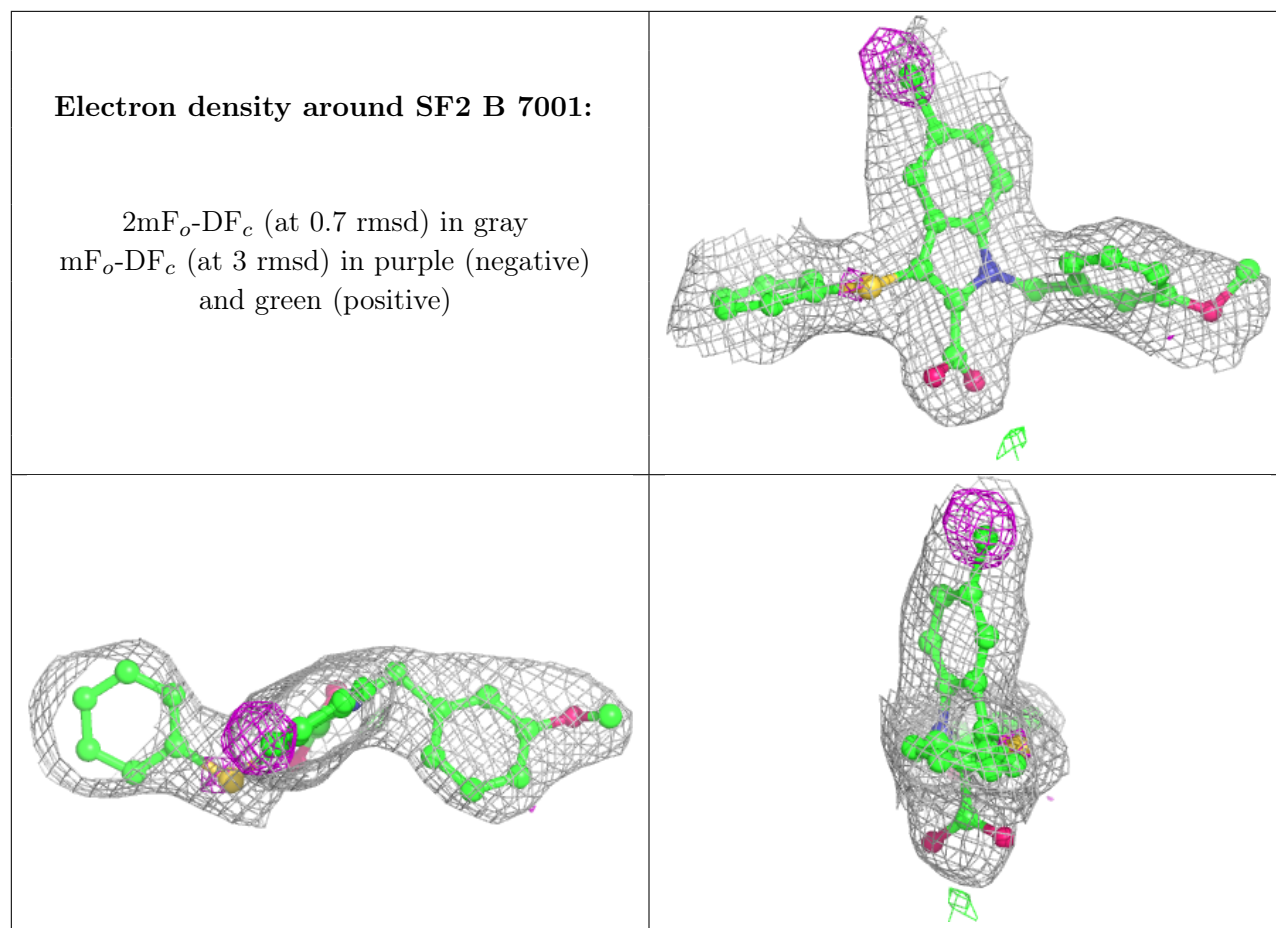 Electron density around SF2 B 7001:
2mFo-DFc (at 0.7 rmsd) in gray
mFo-DFc (at 3 rmsd) in purple (negative)
and green (positive)